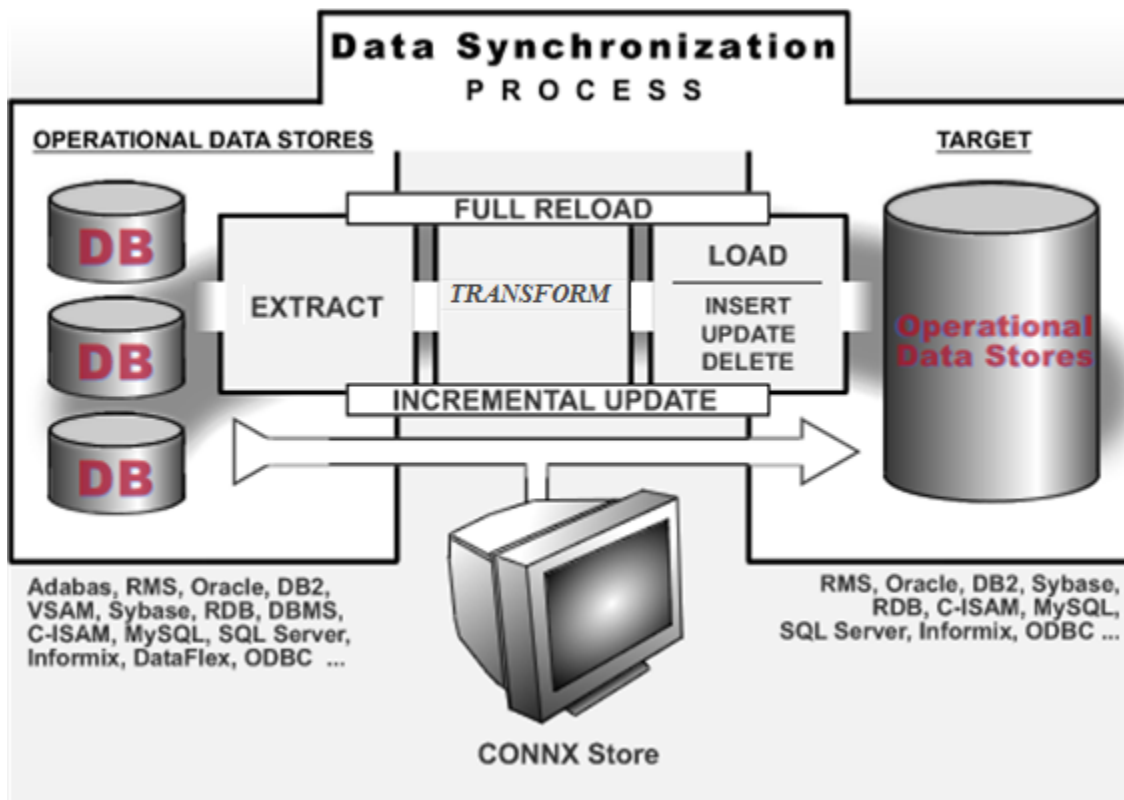 Data Synchronization
PROCESS
OPERATIONAL DATA STORES
DB
DB
DB
FULL RELOAD
EXTRACT
TRANSFORM
LOAD
INSERT
UPDATE
DELETE
INCREMENTAL UPDATE
TARGET
Operational
Data Stores
Adabas, RMS, Oracle, DB2,
VSAM, Sybase, RDB, DBMS,
C-ISAM, MySQL, SQL Server,
Informix, DataFlex, ODBC ...
RMS, Oracle, DB2, Sybase,
RDB, C-ISAM, MySQL,
SQL Server, Informix, ODBC ...
CONNX Store